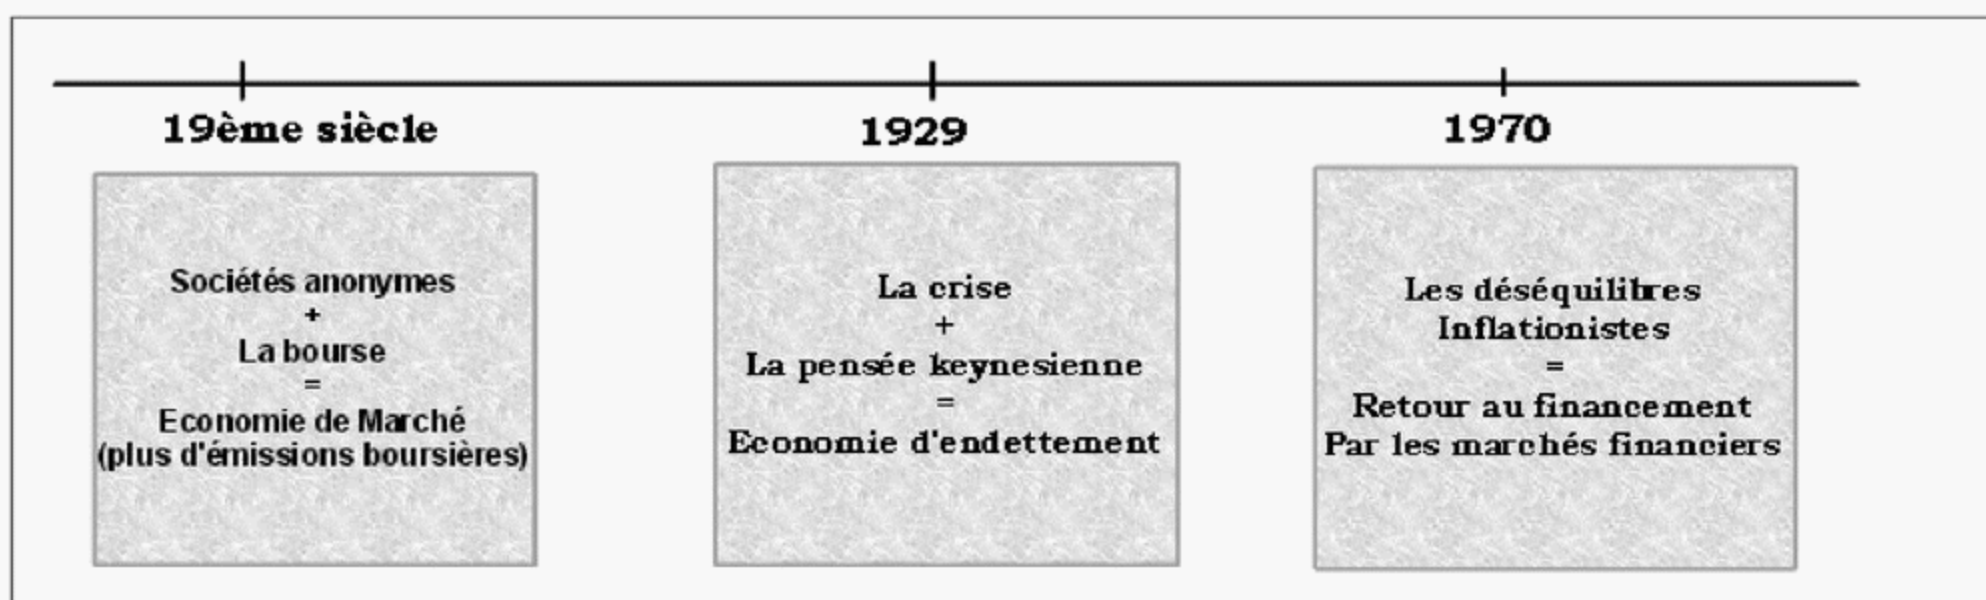 19ème siècle
1929
1970
Sociétés anonymes
+
La bourse
=
Economie de Marché
(plus d'émissions boursières)
La crise
+
La pensée keynesienne
=
Economie d'endettement
Les déséquilibres
Inflationistes
=
Retour au financement
Par les marchés financiers